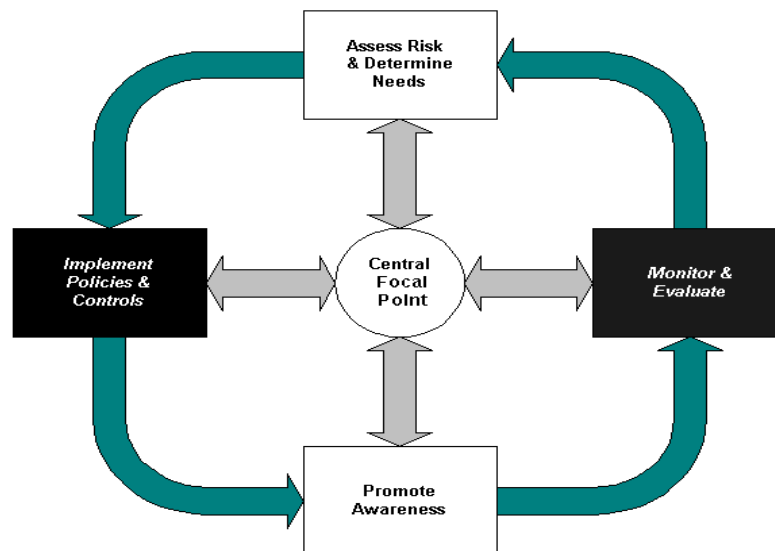 Assess Risk
& Determine
Needs
Implement
Policies &
Controls
Central
Focal
Point
Monitor &
Evaluate
Promote
Awareness